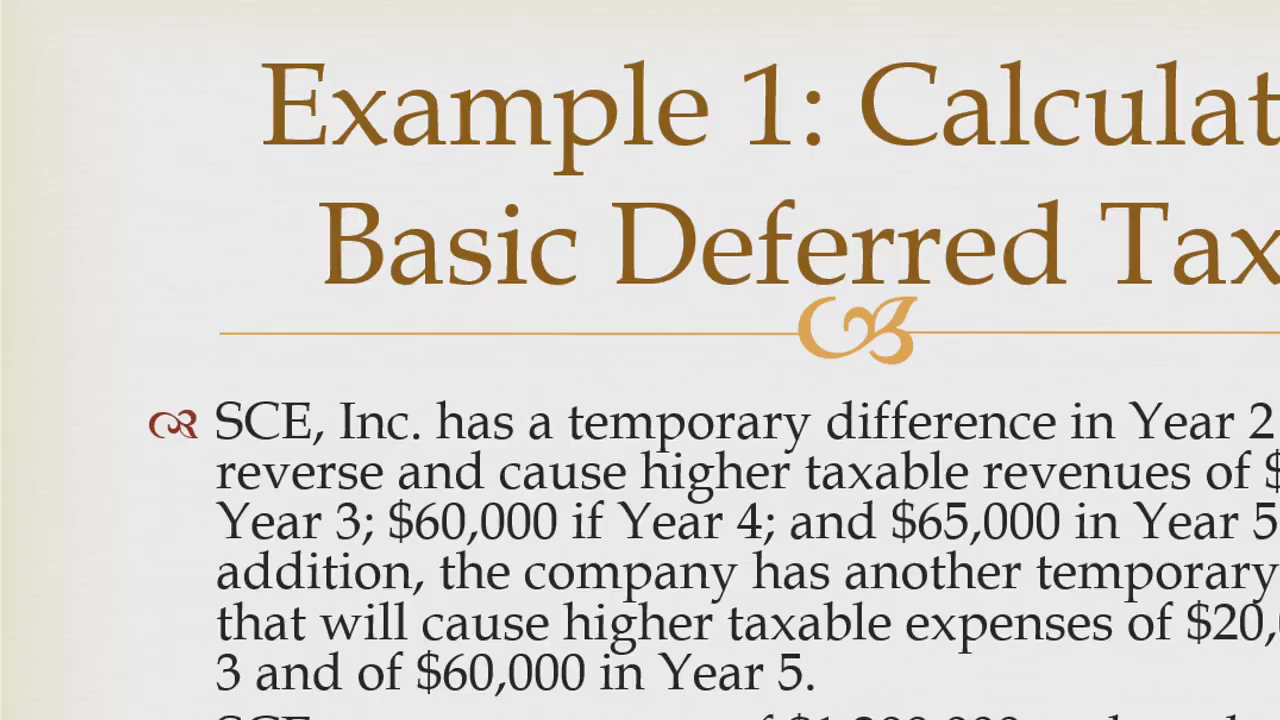 Example 1: Calculat
Basic Deferred Tax
SCE, Inc. has a temporary difference in Year 2
reverse and cause higher taxable revenues of $
Year 3; $60,000 if Year 4; and $65,000 in Year 5
addition, the company has another temporary
that will cause higher taxable expenses of $20,
3 and of $60,000 in Year 5.